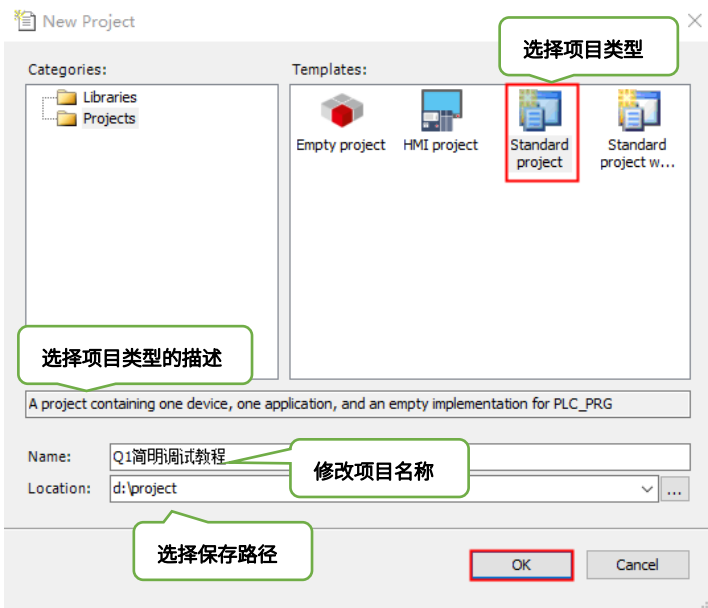 New Project
选择项目类型
Categories:
Templates:
Libraries
Projects
Empty project
HMI project
Standard
project
Standard
project w...
选择项目类型的描述
A project containing one device, one application, and an empty implementation for PLC_PRG
Name:
Q1简明调试教程
修改项目名称
Location:
d:\project
...
选择保存路径
OK
Cancel